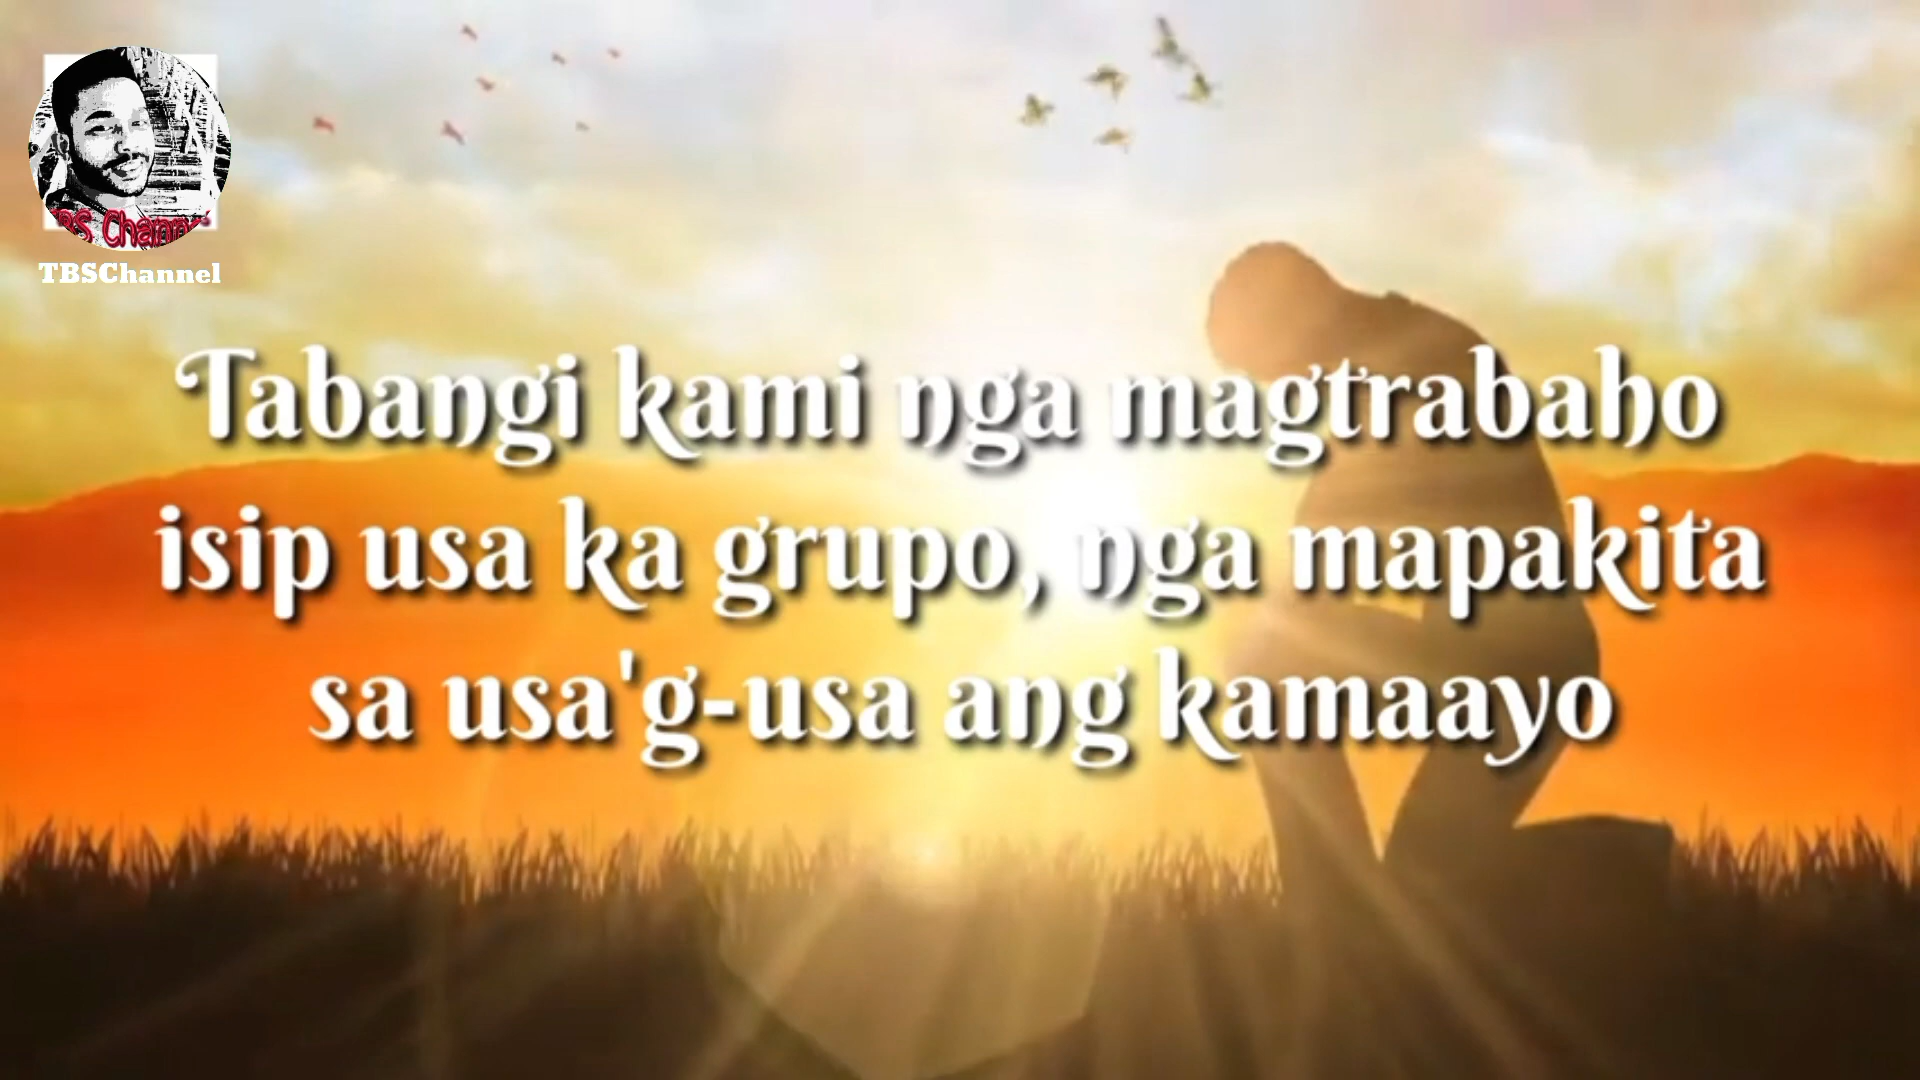 TBSChannel
Tabangi kami nga magtrabaho
isip usa ka grupo, nga mapakita
sa usa'g-usa ang kamaayo